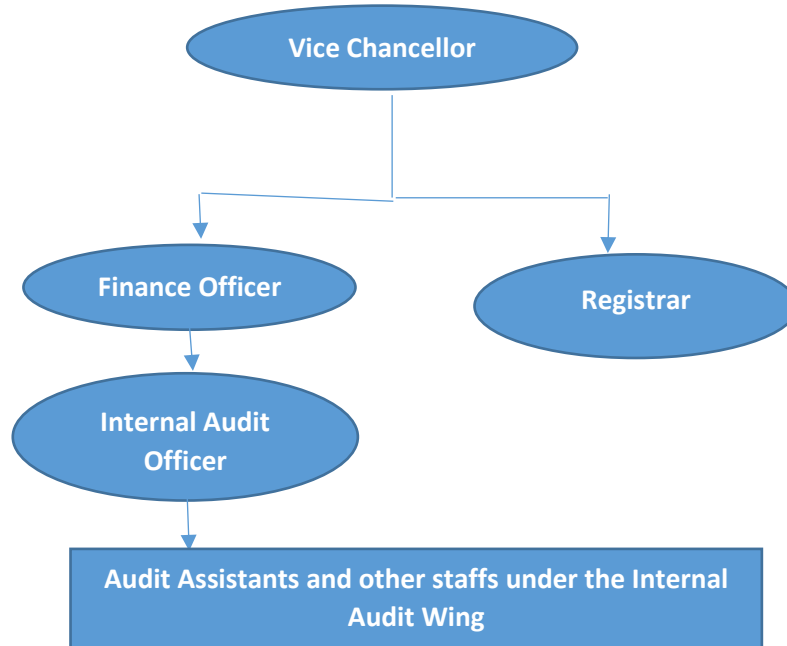 Vice Chancellor
Finance Officer
Registrar
Internal Audit
Officer
Audit Assistants and other staffs under the Internal
Audit Wing